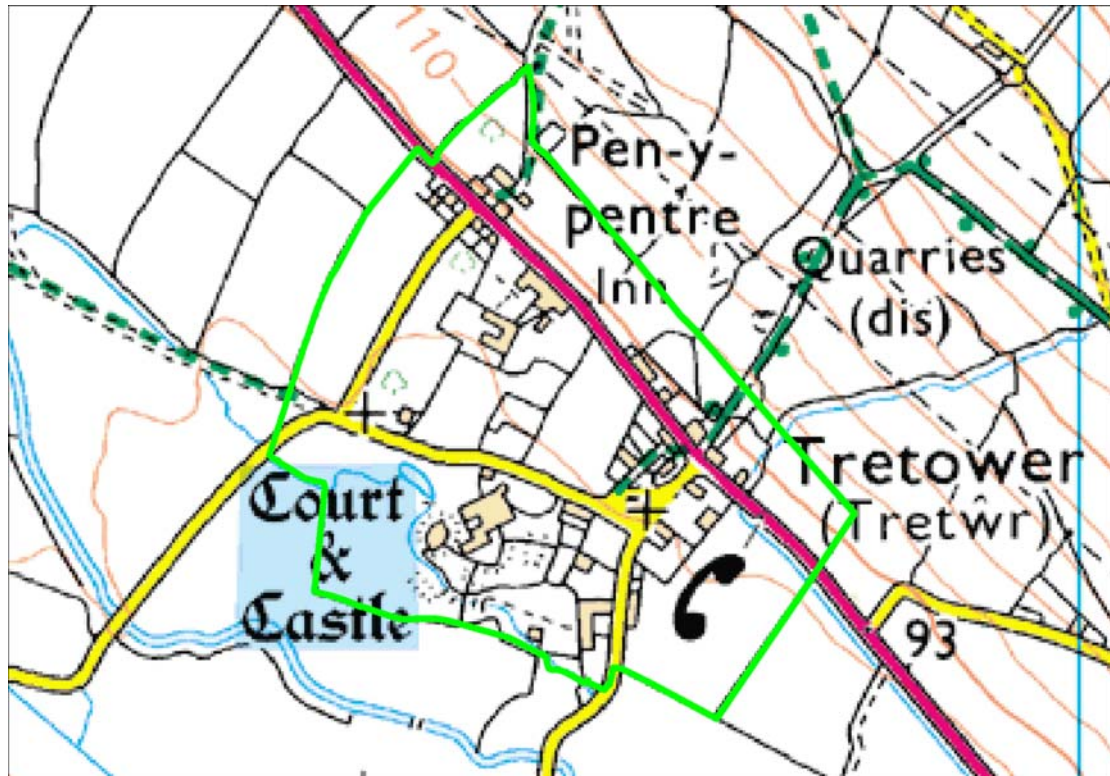 110
Pen-y-
pentre
Inn
Quarries
(dis)
Court
&
Castle
Tretower
(Tretŵr)
93